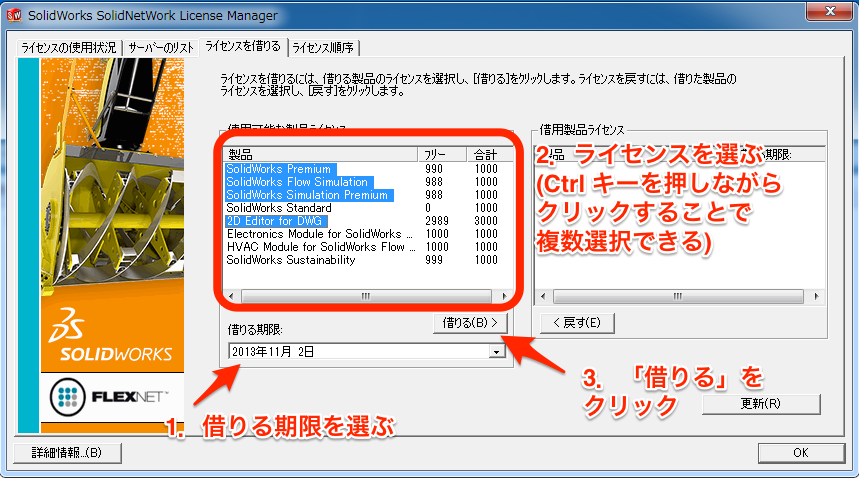 SolidWorks SolidNetWork License Manager
ライセンスの使用状況 サーバーのリスト ライセンスを借りる ライセンス順序
ライセンスを借りるには、借りる製品のライセンスを選択し、[借りる]をクリックします。ライセンスを戻すには、借りた製品の
ライセンスを選択し、[戻す]をクリックします。
使用可能な製品ライセンス
製品 フリー 合計
SolidWorks Premium 990 1000
SolidWorks Flow Simulation 988 1000
SolidWorks Simulation Premium 988 1000
SolidWorks Standard 0 1000
2D Editor for DWG 2989 3000
Electronics Module for SolidWorks ... 1000 1000
HVAC Module for SolidWorks Flow ... 1000 1000
SolidWorks Sustainability 999 1000
借りる(B) >
借りる期限:
2013年11月 2日
借用製品ライセンス
期限:
2. ライセンスを選ぶ
(Ctrl キーを押しながら
クリックすることで
複数選択できる)
< 戻す(E)
3. 「借りる」を
クリック
1. 借りる期限を選ぶ
更新(R)
SOLIDWORKS
FLEXNET
詳細情報...(B)
OK